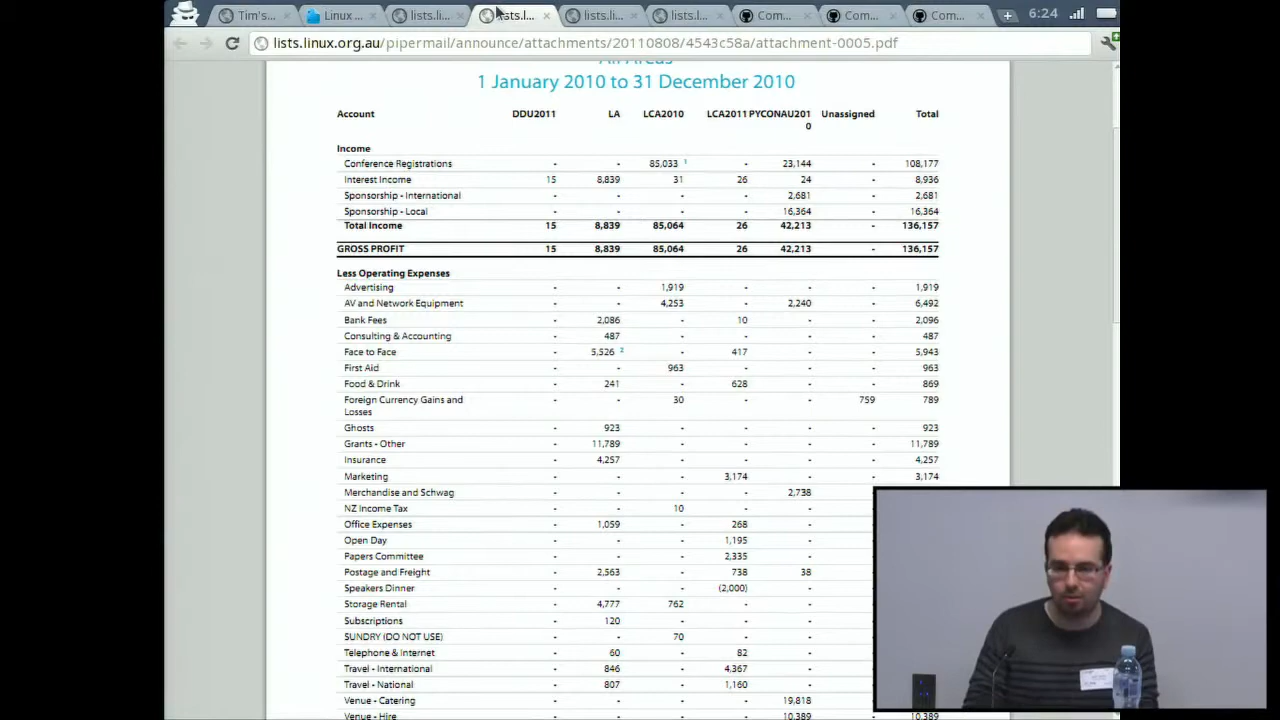 Tim's... Linux ... lists.li... lists.l... lists.li... lists.l... Com... Com... Com... 6:24
lists.linux.org.au/pipermail/announce/attachments/20110808/4543c58a/attachment-0005.pdf
All Areas
1 January 2010 to 31 December 2010
Account DDU2011 LA LCA2010 LCA2011 PYCONAU201
0 Unassigned Total
Income
Conference Registrations - - 85,033 1 - 23,144 - 108,177
Interest Income 15 8,839 31 26 24 - 8,936
Sponsorship - International - - - - 2,681 - 2,681
Sponsorship - Local - - - - 16,364 - 16,364
Total Income 15 8,839 85,064 26 42,213 - 136,157
GROSS PROFIT 15 8,839 85,064 26 42,213 - 136,157
Less Operating Expenses
Advertising - - 1,919 - - - 1,919
AV and Network Equipment - - 4,253 - 2,240 - 6,492
Bank Fees - 2,086 - 10 - - 2,096
Consulting & Accounting - 487 - - - - 487
Face to Face - 5,526 2 - 417 - - 5,943
First Aid - - 963 - - - 963
Food & Drink - 241 - 628 - - 869
Foreign Currency Gains and
Losses - - 30 - - 759 789
Ghosts - 923 - - - - 923
Grants - Other - 11,789 - - - - 11,789
Insurance - 4,257 - - - - 4,257
Marketing - - - 3,174 - - 3,174
Merchandise and Schwag - - - - 2,738 -
NZ Income Tax - - 10 - - -
Office Expenses - 1,059 - 268 -
Open Day - - - 1,195 -
Papers Committee - - - 2,335 -
Postage and Freight - 2,563 - 738 38
Speakers Dinner - - - (2,000) -
Storage Rental - 4,777 762 - -
Subscriptions - 120 - - -
SUNDRY (DO NOT USE) - - 70 - -
Telephone & Internet - 60 - 82 -
Travel - International - 846 - 4,367 -
Travel - National - 807 - 1,160 -
Venue - Catering - - - - 19,818
Venue - Hire - - - - 10,389 - 10,389